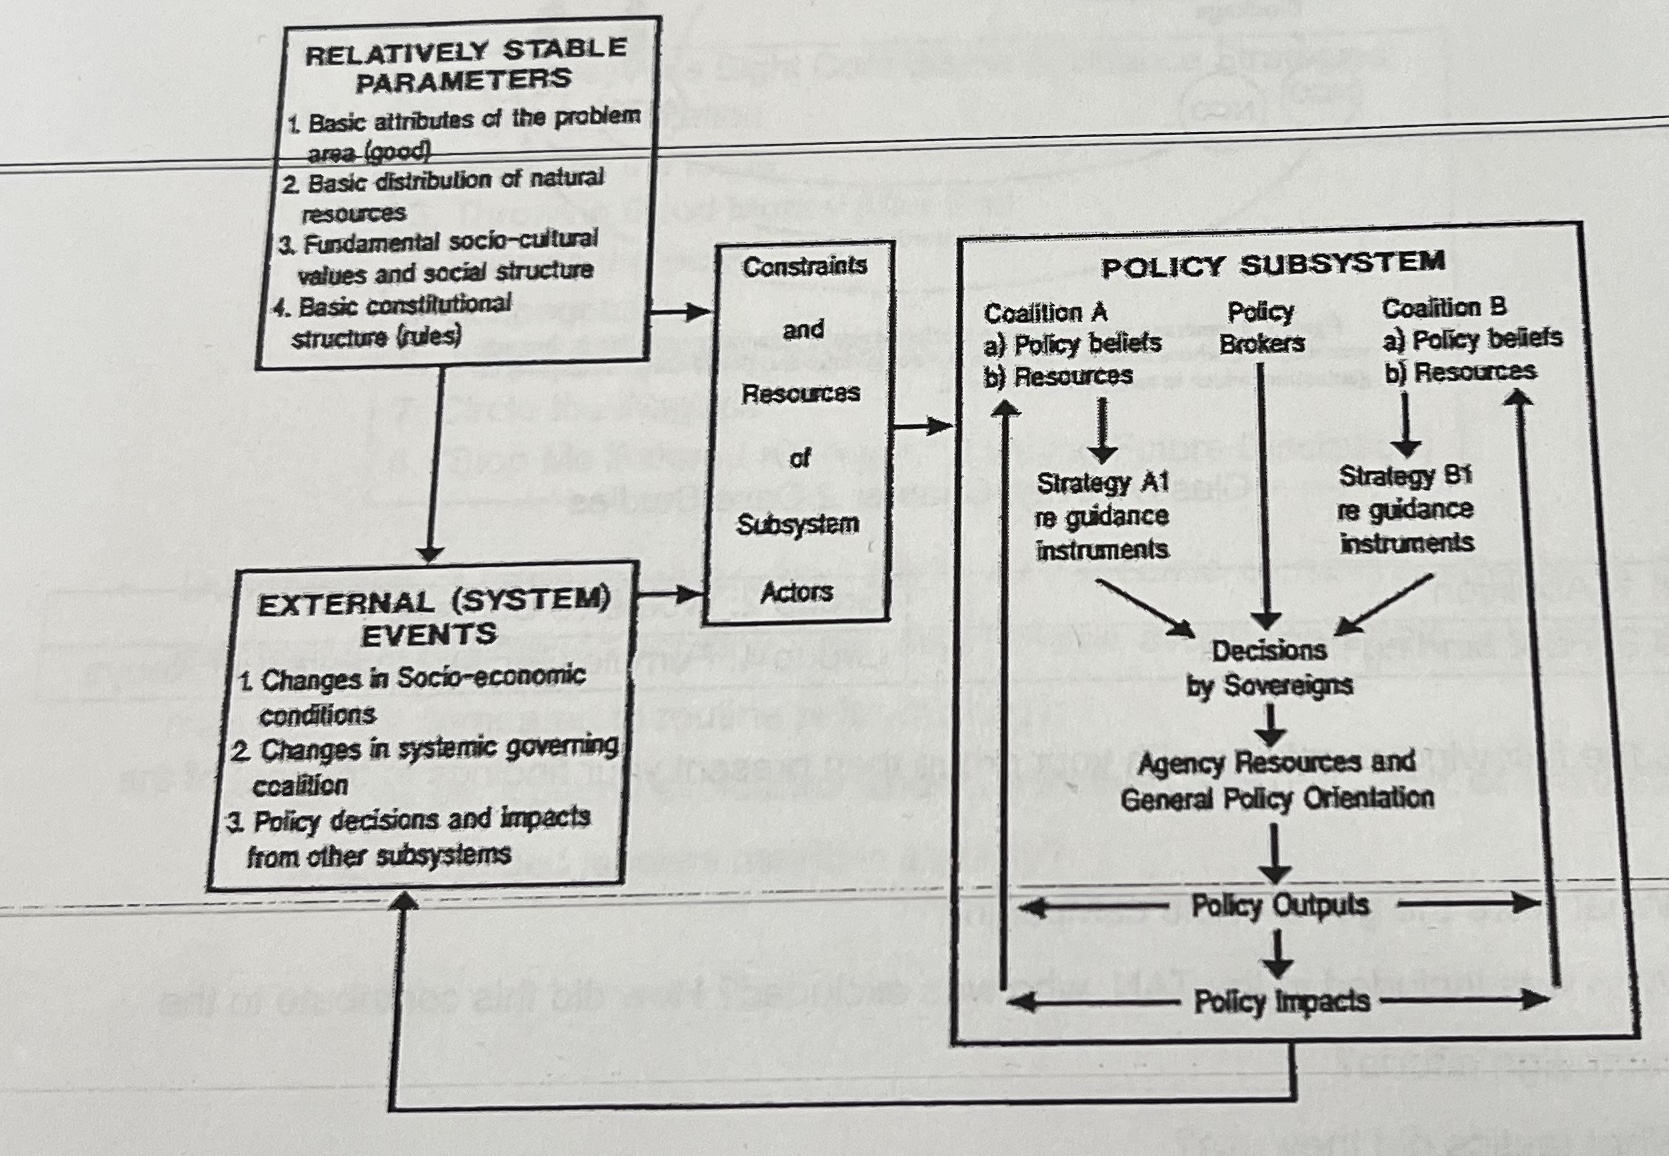 RELATIVELY STABLE
PARAMETERS
1. Basic attributes of the problem
area (good)
2. Basic distribution of natural
resources
3. Fundamental socio-cultural
values and social structure
4. Basic constitutional
structure (rules)
EXTERNAL (SYSTEM)
EVENTS
1. Changes in Socio-economic
conditions
2. Changes in systemic governing
coalition
3. Policy decisions and impacts
from other subsystems
Constraints
and
Resources
of
Subsystem
Actors
POLICY SUBSYSTEM
Coalition A
a) Policy beliefs
b) Resources
Policy
Brokers
Coalition B
a) Policy beliefs
b) Resources
Strategy A1
re guidance
instruments
Strategy B1
re guidance
instruments
Decisions
by Sovereigns
Agency Resources and
General Policy Orientation
Policy Outputs
Policy Impacts